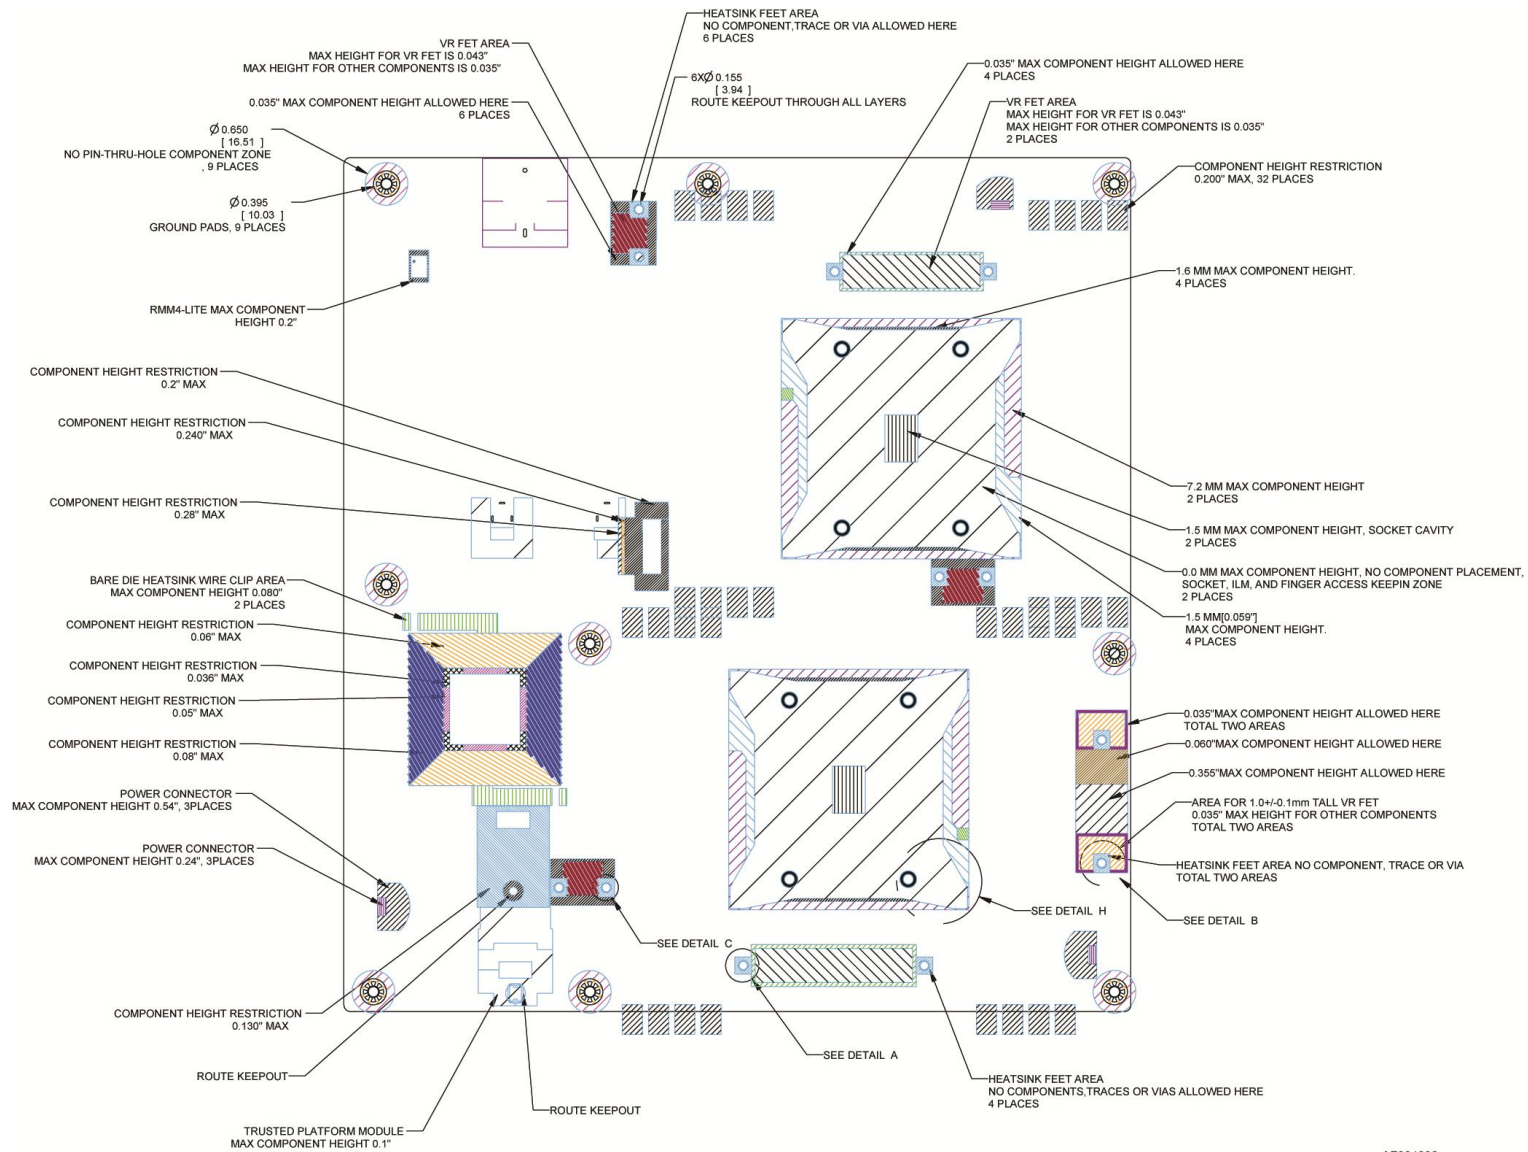 HEATSINK FEET AREA
NO COMPONENT,TRACE OR VIA ALLOWED HERE
6 PLACES
VR FET AREA
MAX HEIGHT FOR VR FET IS 0.043"
MAX HEIGHT FOR OTHER COMPONENTS IS 0.035"
6XØ 0.155
[ 3.94 ]
ROUTE KEEPOUT THROUGH ALL LAYERS
0.035" MAX COMPONENT HEIGHT ALLOWED HERE
4 PLACES
VR FET AREA
MAX HEIGHT FOR VR FET IS 0.043"
MAX HEIGHT FOR OTHER COMPONENTS IS 0.035"
2 PLACES
0.035" MAX COMPONENT HEIGHT ALLOWED HERE
6 PLACES
Ø 0.650
[ 16.51 ]
NO PIN-THRU-HOLE COMPONENT ZONE
, 9 PLACES
COMPONENT HEIGHT RESTRICTION
0.200" MAX, 32 PLACES
Ø 0.395
[ 10.03 ]
GROUND PADS, 9 PLACES
1.6 MM MAX COMPONENT HEIGHT.
4 PLACES
RMM4-LITE MAX COMPONENT
HEIGHT 0.2"
COMPONENT HEIGHT RESTRICTION
0.2" MAX
COMPONENT HEIGHT RESTRICTION
0.240" MAX
COMPONENT HEIGHT RESTRICTION
0.28" MAX
7.2 MM MAX COMPONENT HEIGHT
2 PLACES
1.5 MM MAX COMPONENT HEIGHT, SOCKET CAVITY
2 PLACES
0.0 MM MAX COMPONENT HEIGHT, NO COMPONENT PLACEMENT,
SOCKET, ILM, AND FINGER ACCESS KEEPIN ZONE
2 PLACES
1.5 MM[0.059"]
MAX COMPONENT HEIGHT.
4 PLACES
BARE DIE HEATSINK WIRE CLIP AREA
MAX COMPONENT HEIGHT 0.080"
2 PLACES
COMPONENT HEIGHT RESTRICTION
0.06" MAX
COMPONENT HEIGHT RESTRICTION
0.036" MAX
COMPONENT HEIGHT RESTRICTION
0.05" MAX
COMPONENT HEIGHT RESTRICTION
0.08" MAX
0.035"MAX COMPONENT HEIGHT ALLOWED HERE
TOTAL TWO AREAS
0.060"MAX COMPONENT HEIGHT ALLOWED HERE
0.355"MAX COMPONENT HEIGHT ALLOWED HERE
AREA FOR 1.0+/-0.1mm TALL VR FET
0.035" MAX HEIGHT FOR OTHER COMPONENTS
TOTAL TWO AREAS
HEATSINK FEET AREA NO COMPONENT, TRACE OR VIA
TOTAL TWO AREAS
POWER CONNECTOR
MAX COMPONENT HEIGHT 0.54", 3PLACES
POWER CONNECTOR
MAX COMPONENT HEIGHT 0.24", 3PLACES
SEE DETAIL H
SEE DETAIL B
SEE DETAIL C
COMPONENT HEIGHT RESTRICTION
0.130" MAX
SEE DETAIL A
ROUTE KEEPOUT
HEATSINK FEET AREA
NO COMPONENTS,TRACES OR VIAS ALLOWED HERE
4 PLACES
ROUTE KEEPOUT
TRUSTED PLATFORM MODULE
MAX COMPONENT HEIGHT 0.1"